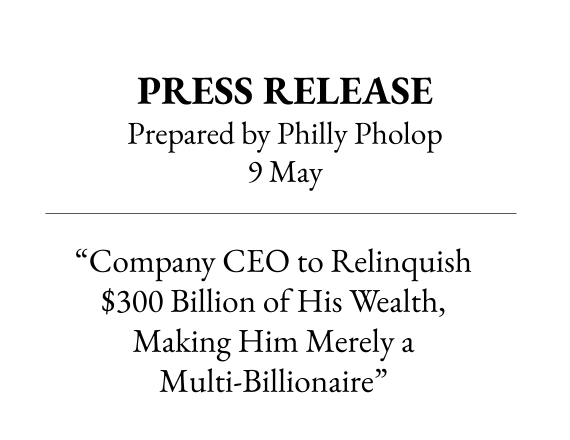 PRESS RELEASE
Prepared by Philly Pholop
9 May
“Company CEO to Relinquish
$300 Billion of His Wealth,
Making Him Merely a
Multi-Billionaire”